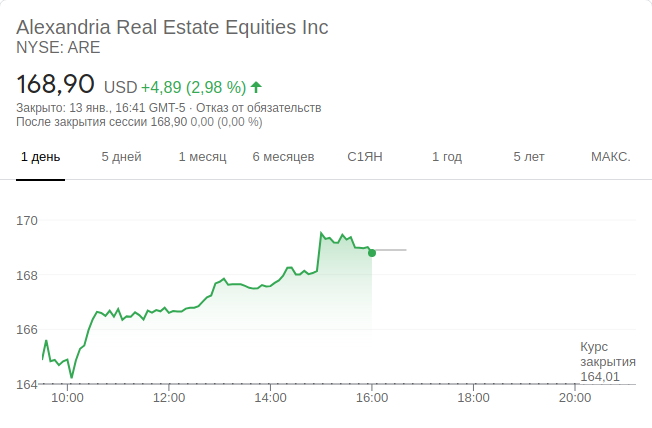 Alexandria Real Estate Equities Inc
NYSE: ARE
168,90 USD +4,89 (2,98 %)
Закрыто: 13 янв., 16:41 GMT-5 · Отказ от обязательств
После закрытия сессии 168,90 0,00 (0,00 %)
1 день 5 дней 1 месяц 6 месяцев С1ЯН 1 год 5 лет МАКС.
170
168
166
Курс
закрытия
164,01
164
10:00 12:00 14:00 16:00 18:00 20:00